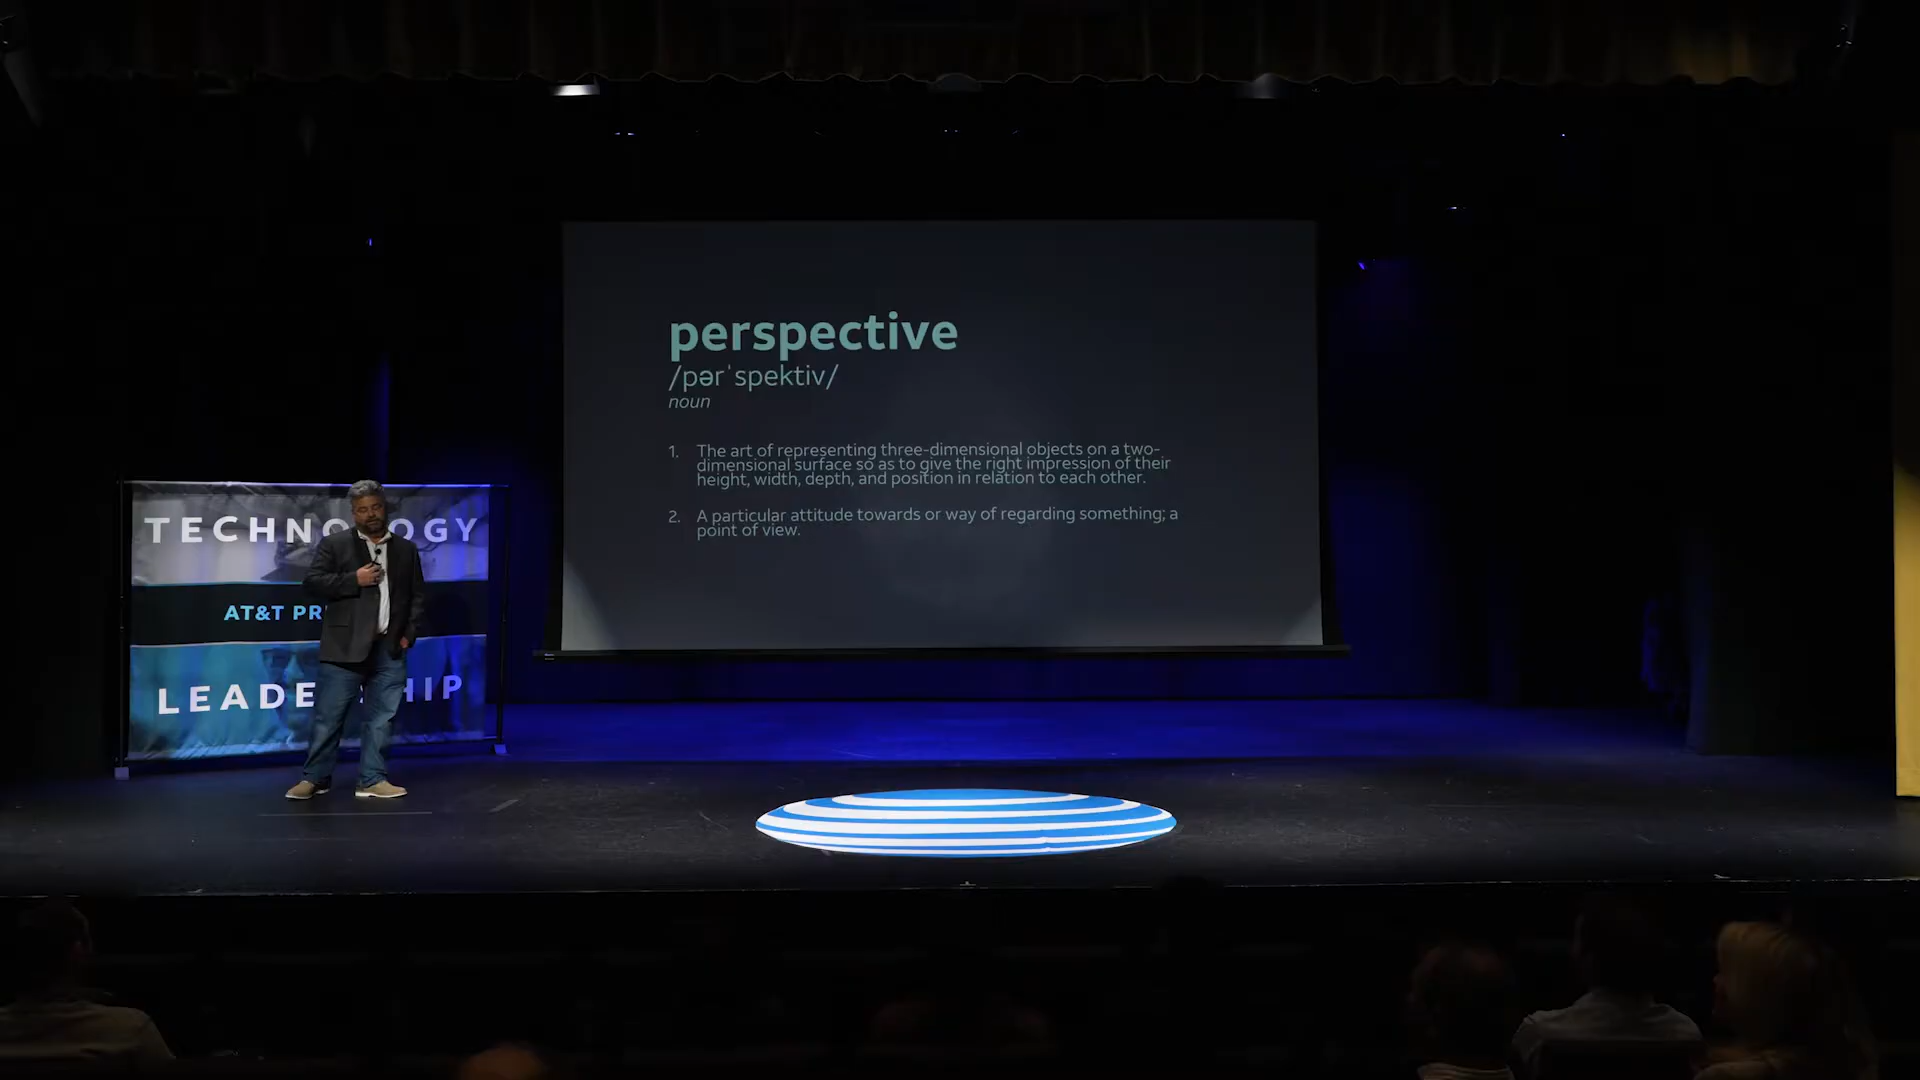 perspective
/pərˈspektiv/
noun
1. The art of representing three-dimensional objects on a two-
dimensional surface so as to give the right impression of their
height, width, depth, and position in relation to each other.
2. A particular attitude towards or way of regarding something; a
point of view.
TECHNO OGY
AT&T PR
LEADE HIP